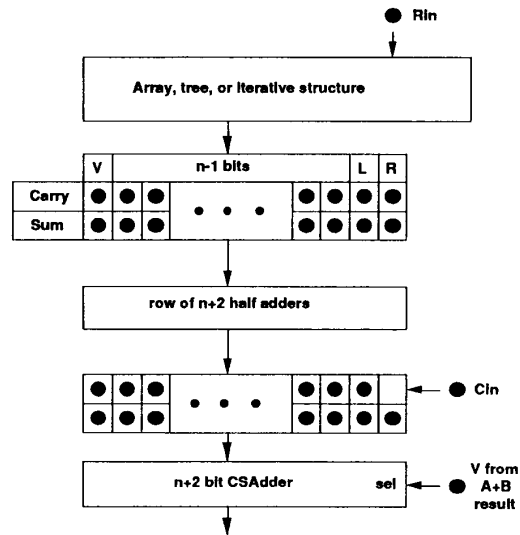 Rin
Array, tree, or Iterative structure
V n-1 bits L R
Carry
Sum
row of n+2 half adders
Cin
n+2 bit CSAdder sel
V from
A+B
result